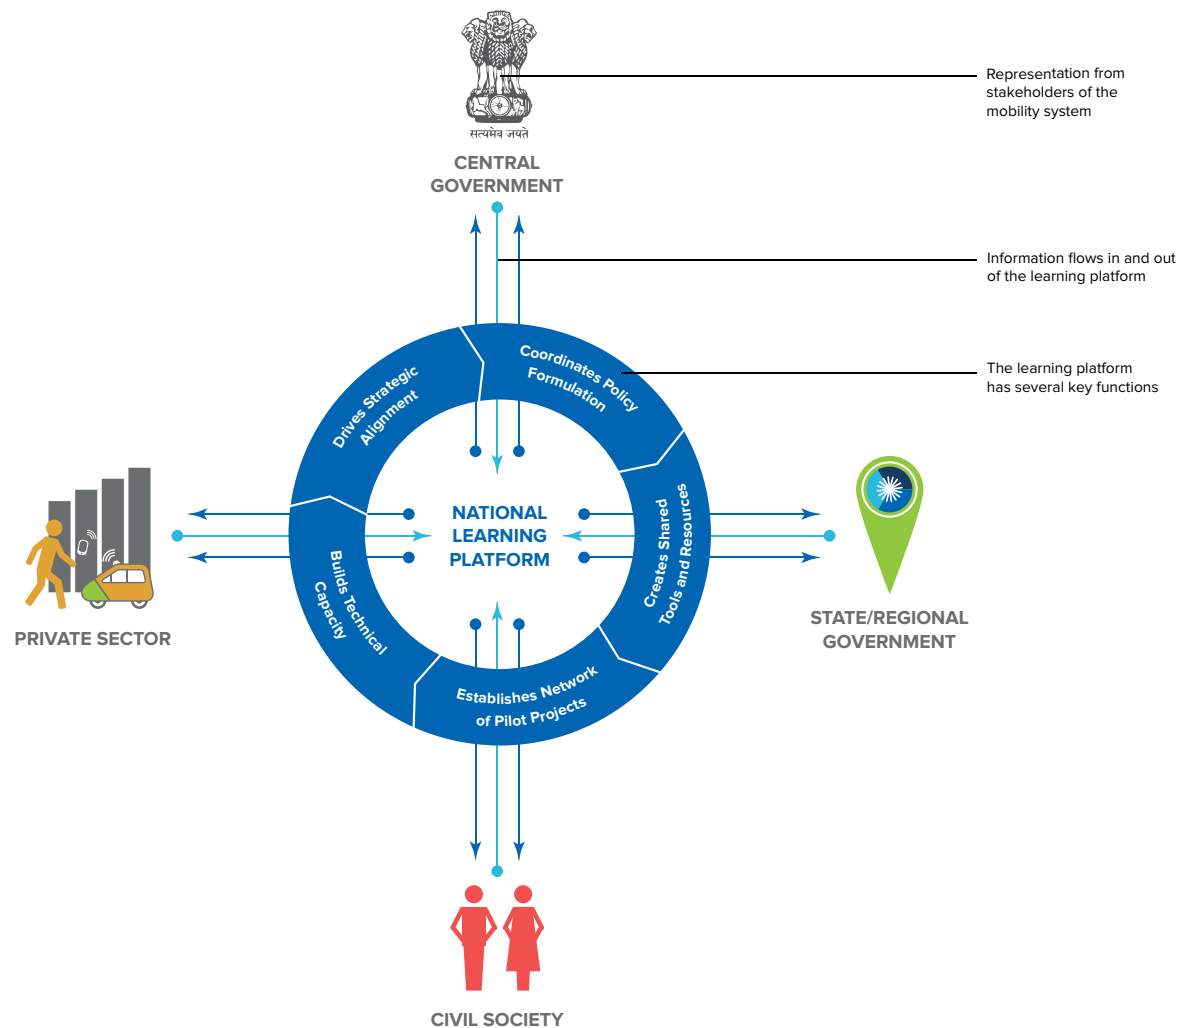 सत्यमेव जयते
CENTRAL
GOVERNMENT
Representation from
stakeholders of the
mobility system
Information flows in and out
of the learning platform
The learning platform
has several key functions
Drives Strategic
Alignment
Coordinates Policy
Formulation
Creates Shared
Tools and Resources
Establishes Network
of Pilot Projects
Builds Technical
Capacity
NATIONAL
LEARNING
PLATFORM
PRIVATE SECTOR
STATE/REGIONAL
GOVERNMENT
CIVIL SOCIETY